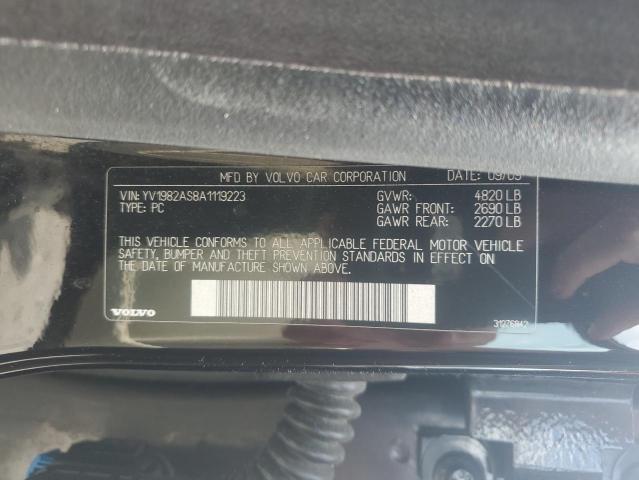 MFD BY VOLVO CAR CORPORATION DATE: 09/09
VIN: YV1982AS8A1119223 GVWR: 4820 LB
TYPE: PC GAWR FRONT: 2690 LB
GAWR REAR: 2270 LB
THIS VEHICLE CONFORMS TO ALL APPLICABLE FEDERAL MOTOR VEHICLE
SAFETY, BUMPER AND THEFT PREVENTION STANDARDS IN EFFECT ON
THE DATE OF MANUFACTURE SHOWN ABOVE.
VOLVO 31276842